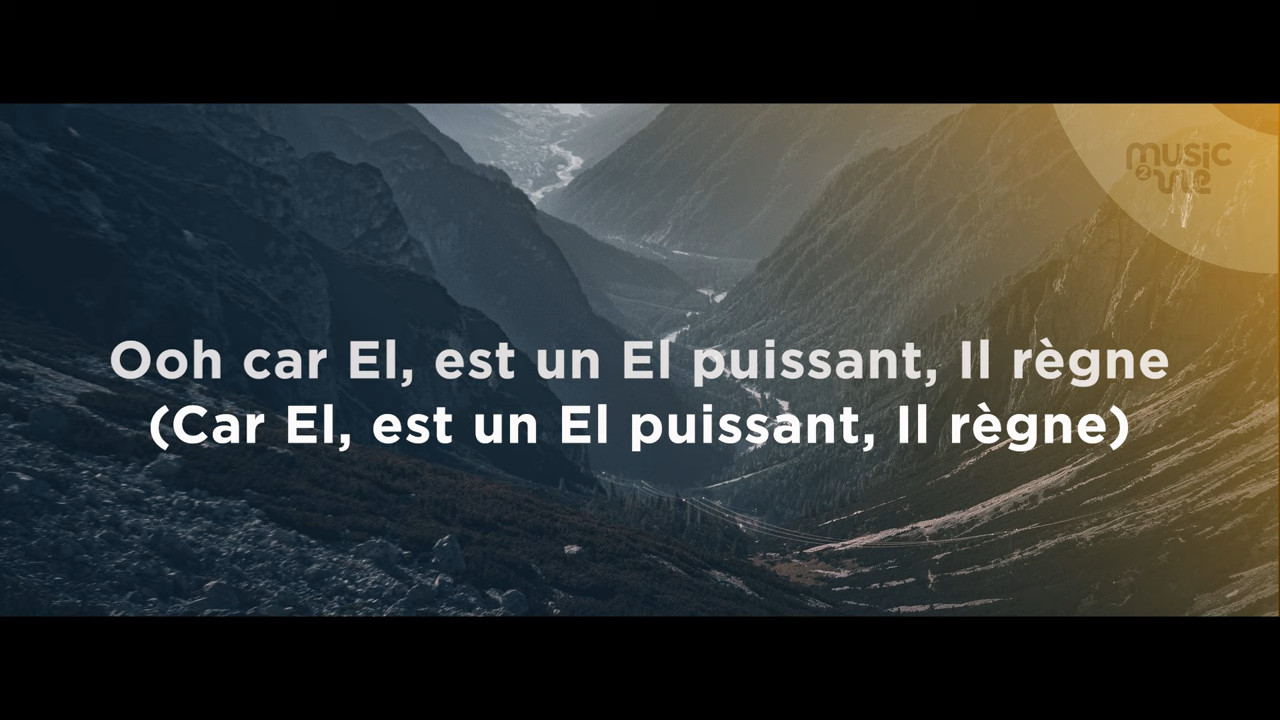 music
2 vie
Ooh car El, est un El puissant, Il règne
(Car El, est un El puissant, Il règne)